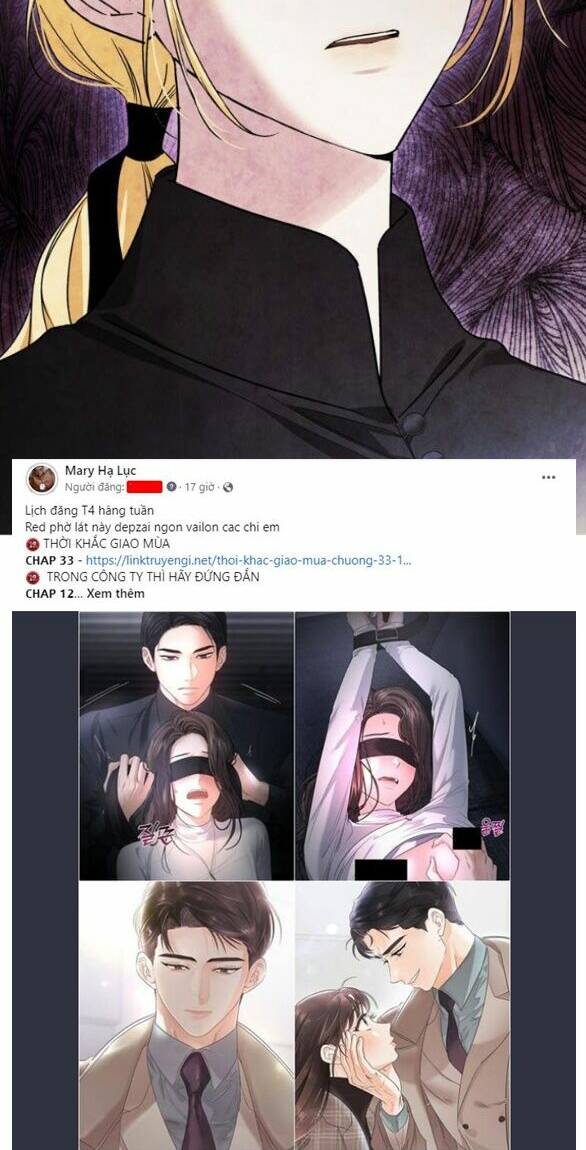 Mary Hạ Lục
Người đăng: · 17 giờ ·
Lịch đăng T4 hàng tuần
Red phờ lát này depzai ngon vailon cac chi em
🔞 THỜI KHẮC GIAO MÙA
CHAP 33 - https://linktruyengi.net/thoi-khac-giao-mua-chuong-33-1...
🔞 TRONG CÔNG TY THÌ HÃY ĐỨNG ĐẮN
CHAP 12... Xem thêm